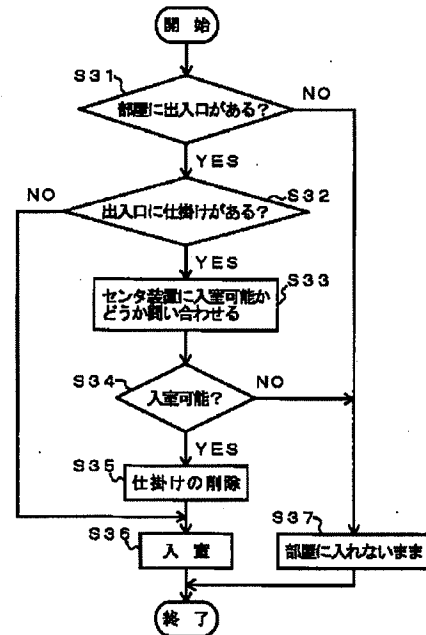 開始
S31
部屋に出入口がある?
NO
YES
NO
S32
出入口に仕掛けがある?
YES
S33
センタ装置に入室可能か
どうか問い合わせる
S34
入室可能?
NO
YES
S35
仕掛けの削除
S36
入室
S37
部屋に入れないまま
終了